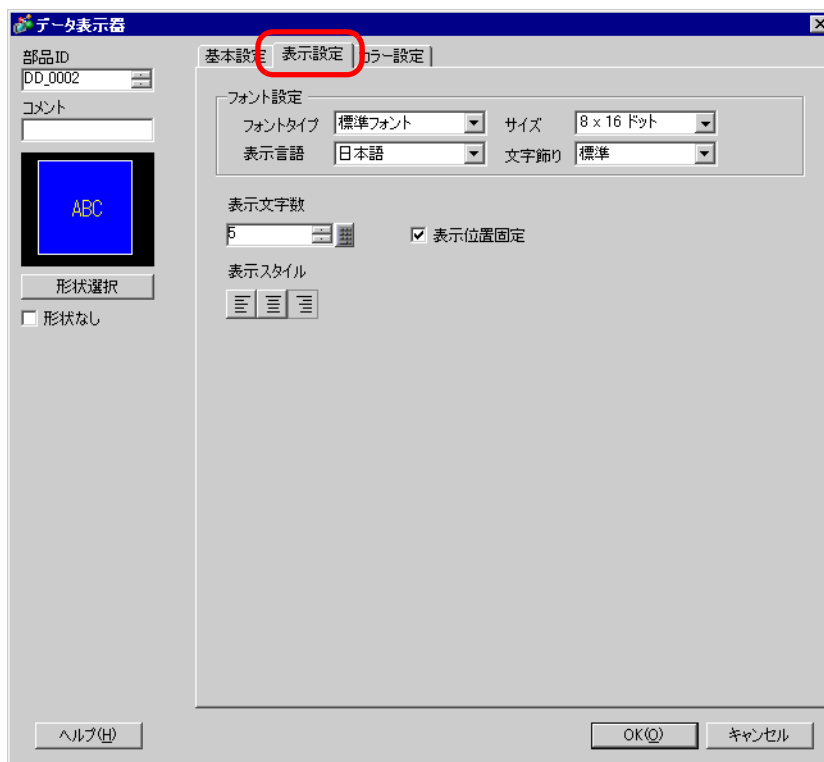 データ表示器
部品ID
DD_0002
コメント
ABC
形状選択
形状なし
基本設定 表示設定 カラー設定
フォント設定
フォントタイプ 標準フォント サイズ 8 x 16 ドット
表示言語 日本語 文字飾り 標準
表示文字数
5 表示位置固定
表示スタイル
ヘルプ(H) OK(O) キャンセル